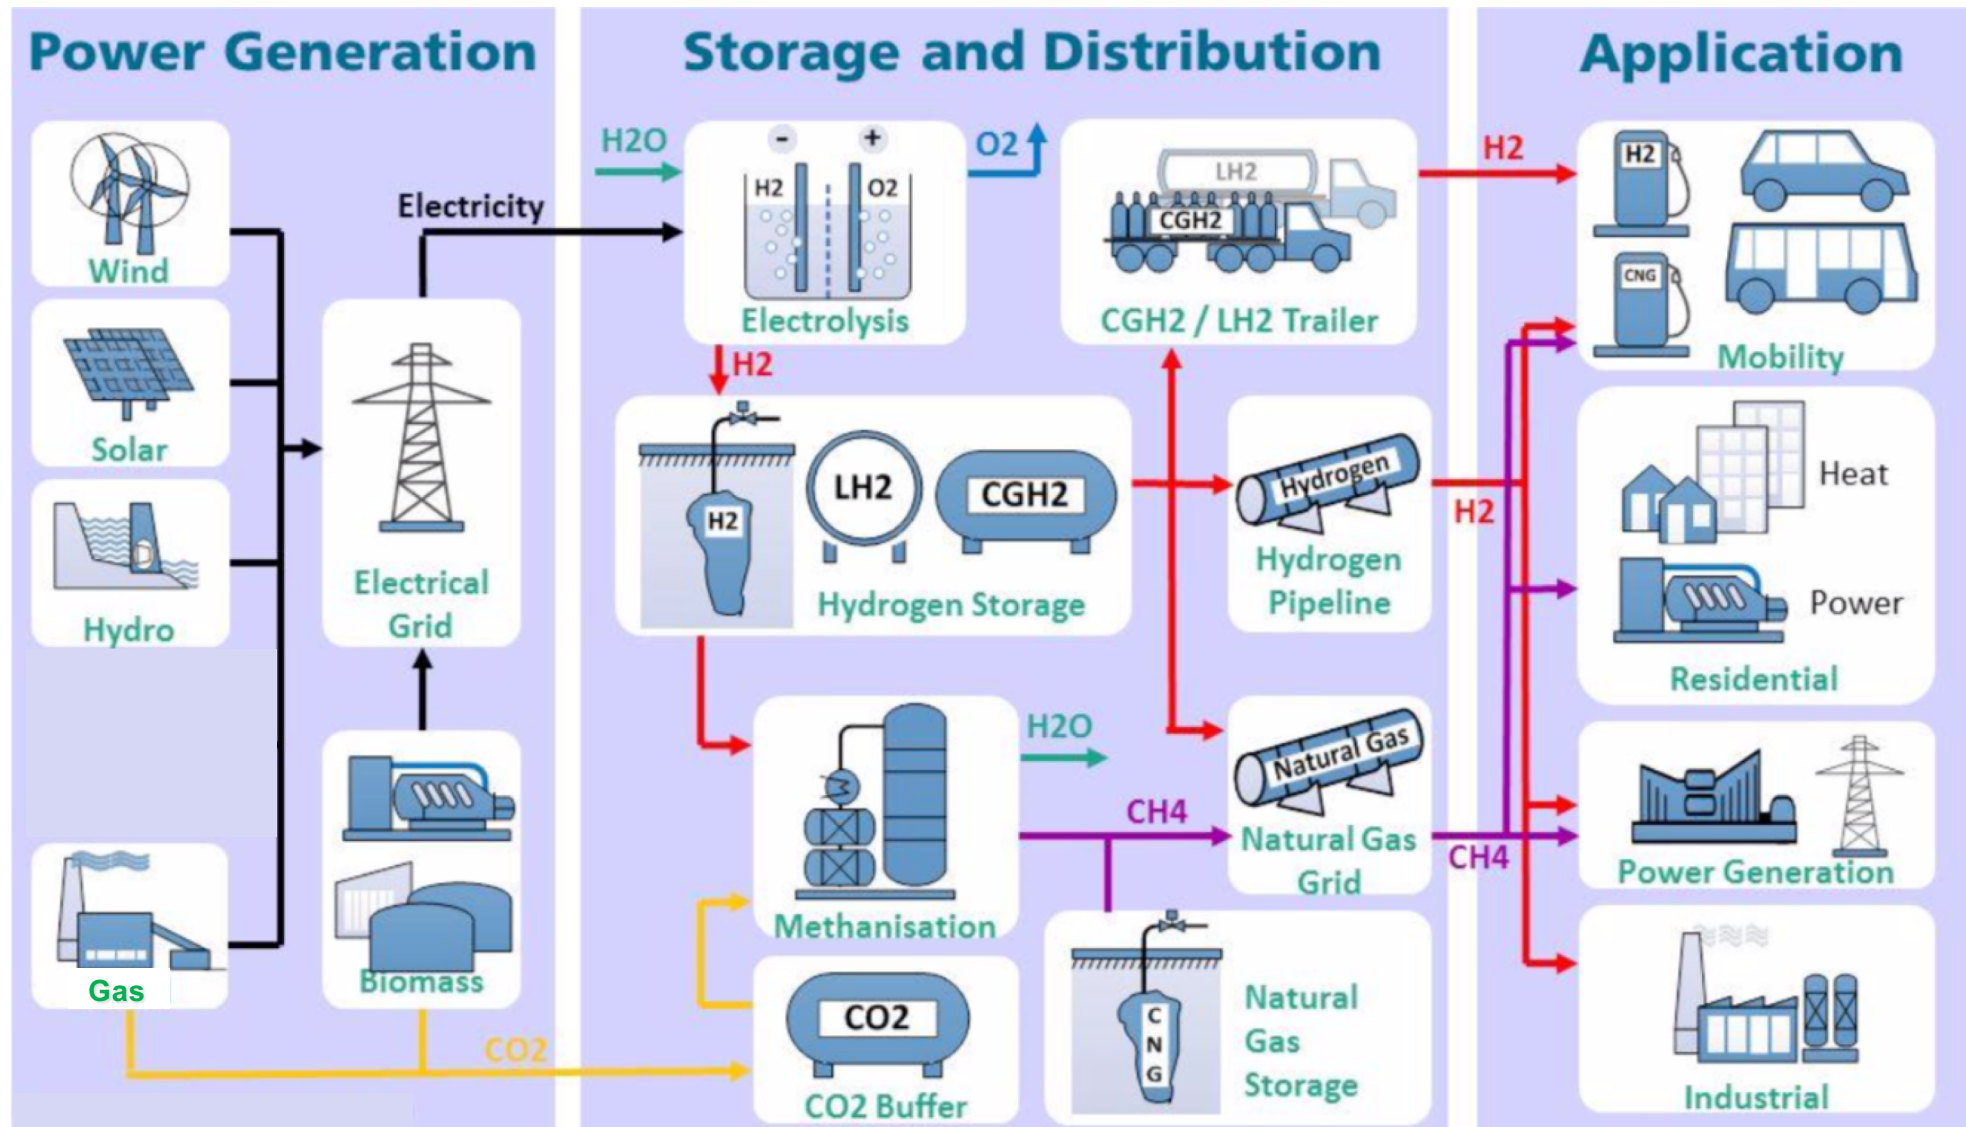 Power Generation
Storage and Distribution
Application
Wind
Solar
Hydro
Gas
Electricity
Electrical
Grid
Biomass
CO2
H2O
- +
H2 O2
Electrolysis
O2
LH2
CGH2
CGH2 / LH2 Trailer
H2
H2
LH2
CGH2
Hydrogen Storage
Hydrogen
Hydrogen
Pipeline
H2
Methanisation
H2O
CH4
Natural Gas
Natural Gas
Grid
CH4
CO2
CO2 Buffer
C
N
G
Natural
Gas
Storage
H2
H2
CNG
Mobility
Heat
Power
Residential
Power Generation
Industrial